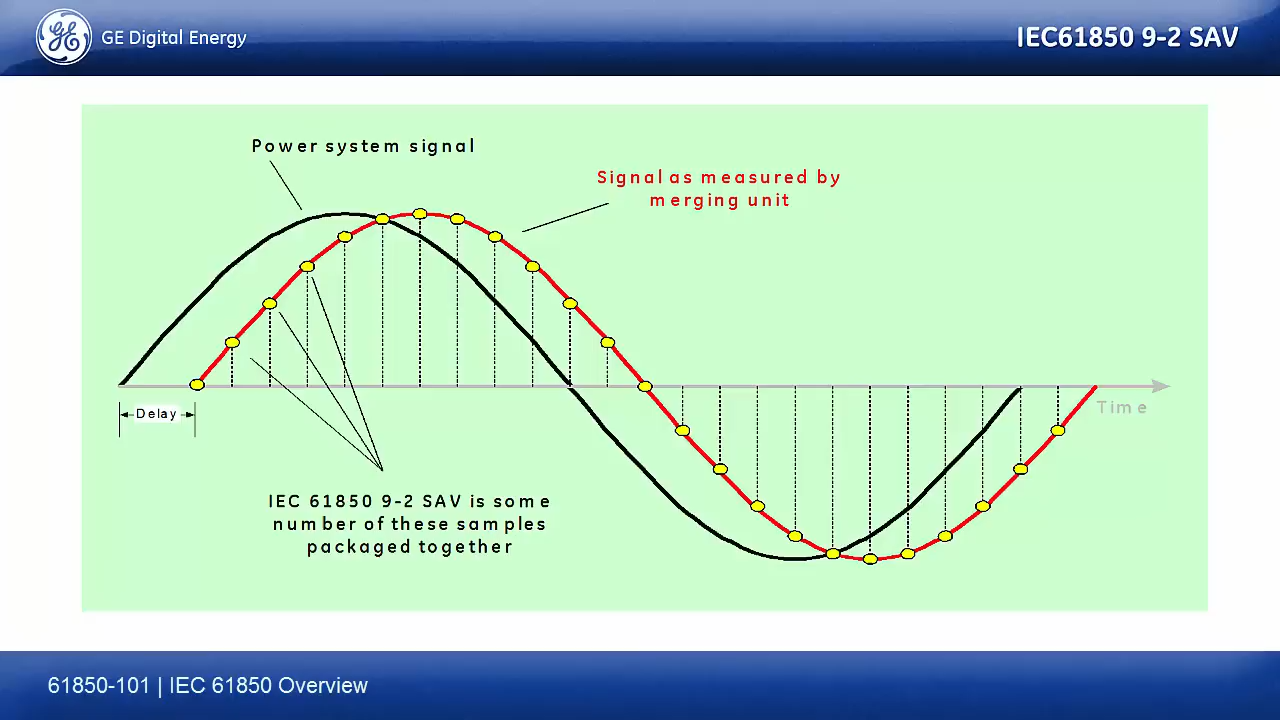 GE Digital Energy
IEC61850 9-2 SAV
Power system signal
Signal as measured by
merging unit
Time
Delay
IEC 61850 9-2 SAV is some
number of these samples
packaged together
61850-101 | IEC 61850 Overview